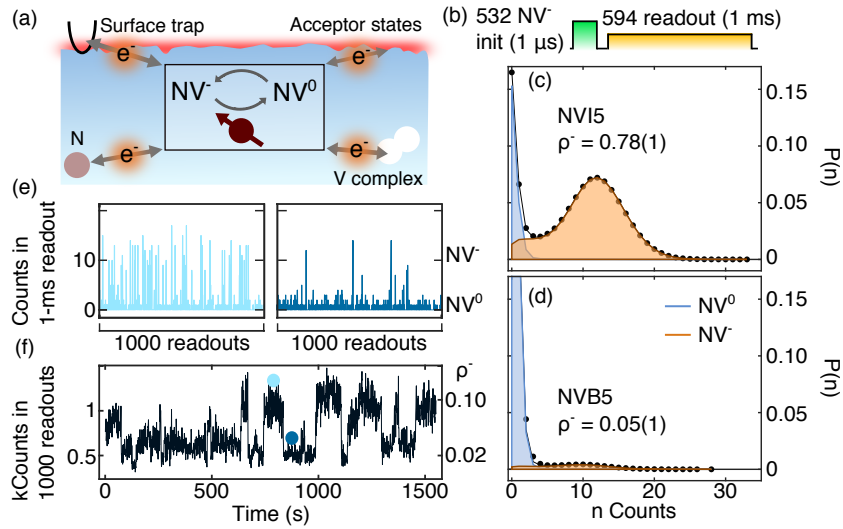 (a)
Surface trap
Acceptor states
e⁻
e⁻
NV⁻
NV⁰
N
e⁻
e⁻
V complex
(b)
532 NV⁻
init (1 μs)
594 readout (1 ms)
(c)
NVI5
ρ⁻ = 0.78(1)
0.15
0.10
0.05
0
P(n)
(d)
NV⁰
NV⁻
NVB5
ρ⁻ = 0.05(1)
0.15
0.10
0.05
0
P(n)
0
10
20
30
n Counts
(e)
Counts in
1-ms readout
10
0
NV⁻
NV⁰
1000 readouts
1000 readouts
(f)
kCounts in
1000 readouts
1
0.5
ρ⁻
0.10
0.02
0
500
1000
1500
Time (s)